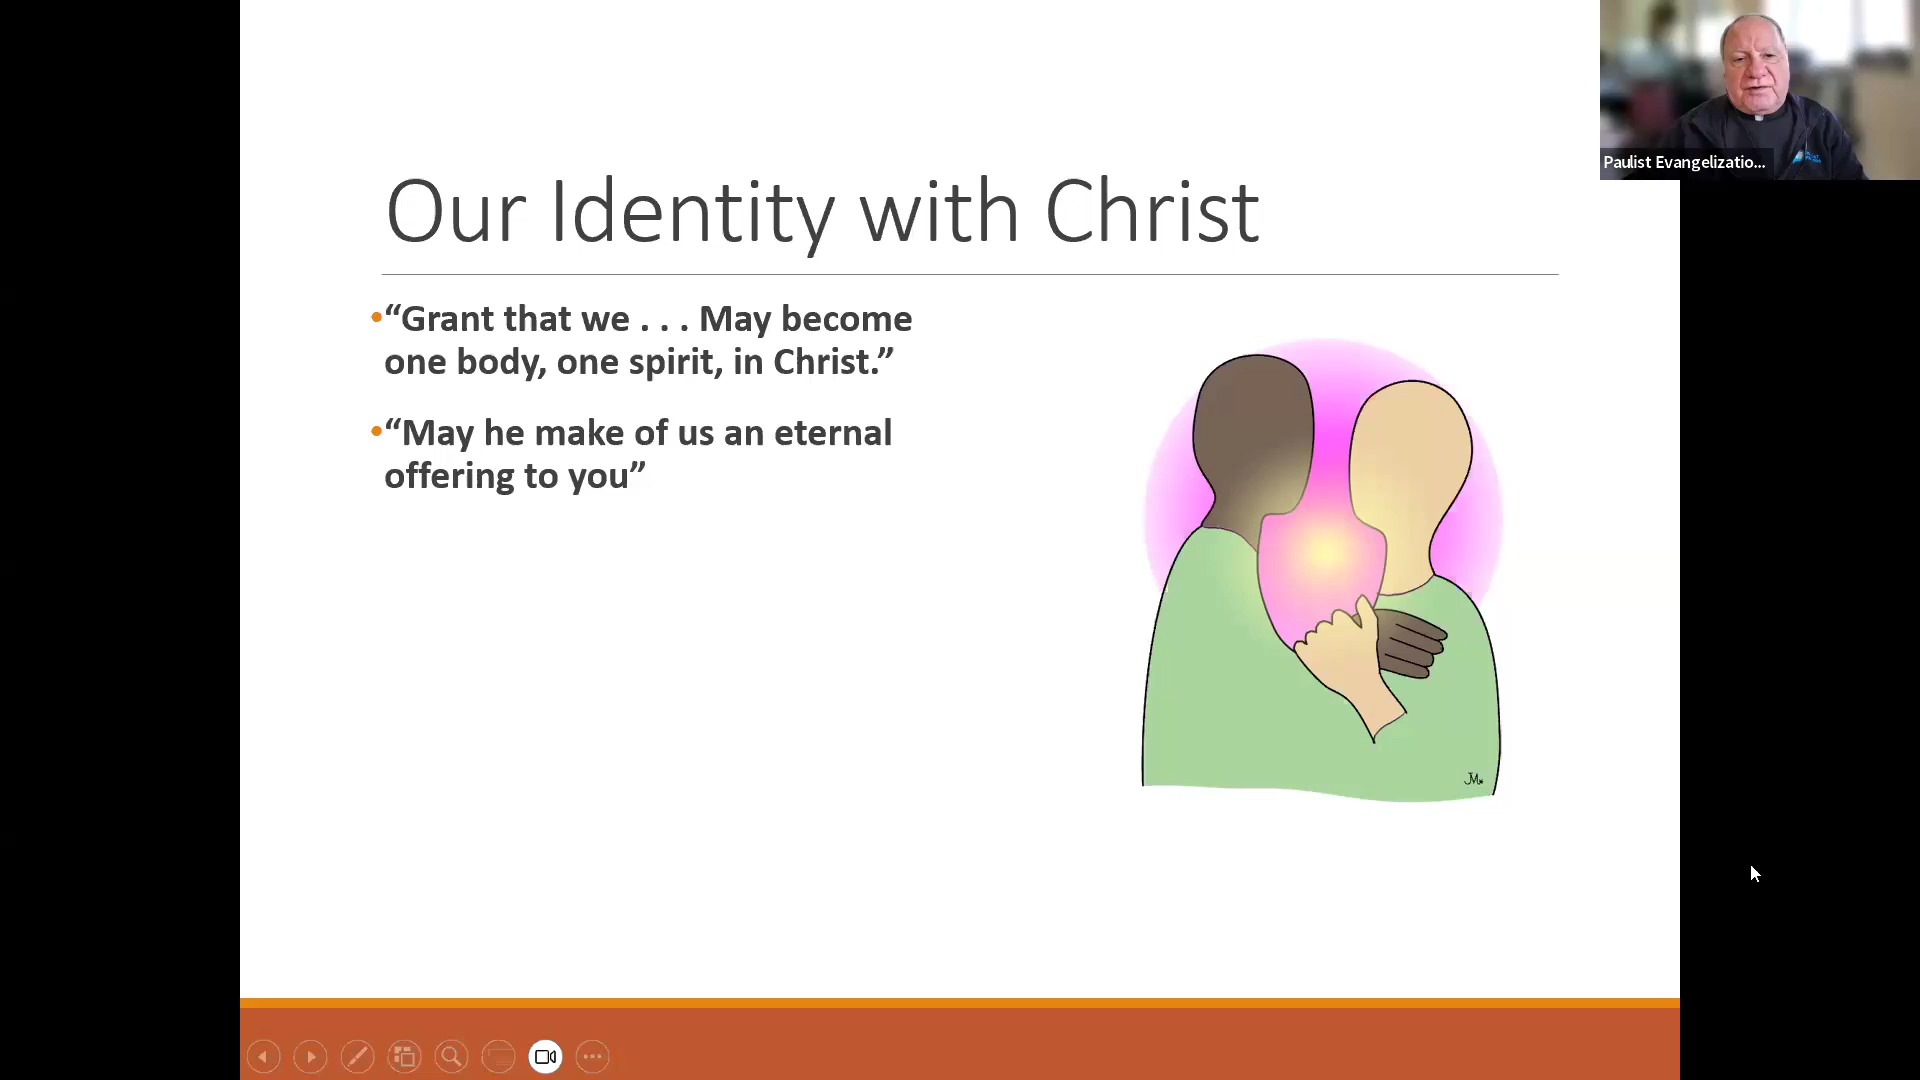 Paulist Evangelizatio...
Our Identity with Christ
•“Grant that we . . . May become
one body, one spirit, in Christ.”
•“May he make of us an eternal
offering to you”
JM